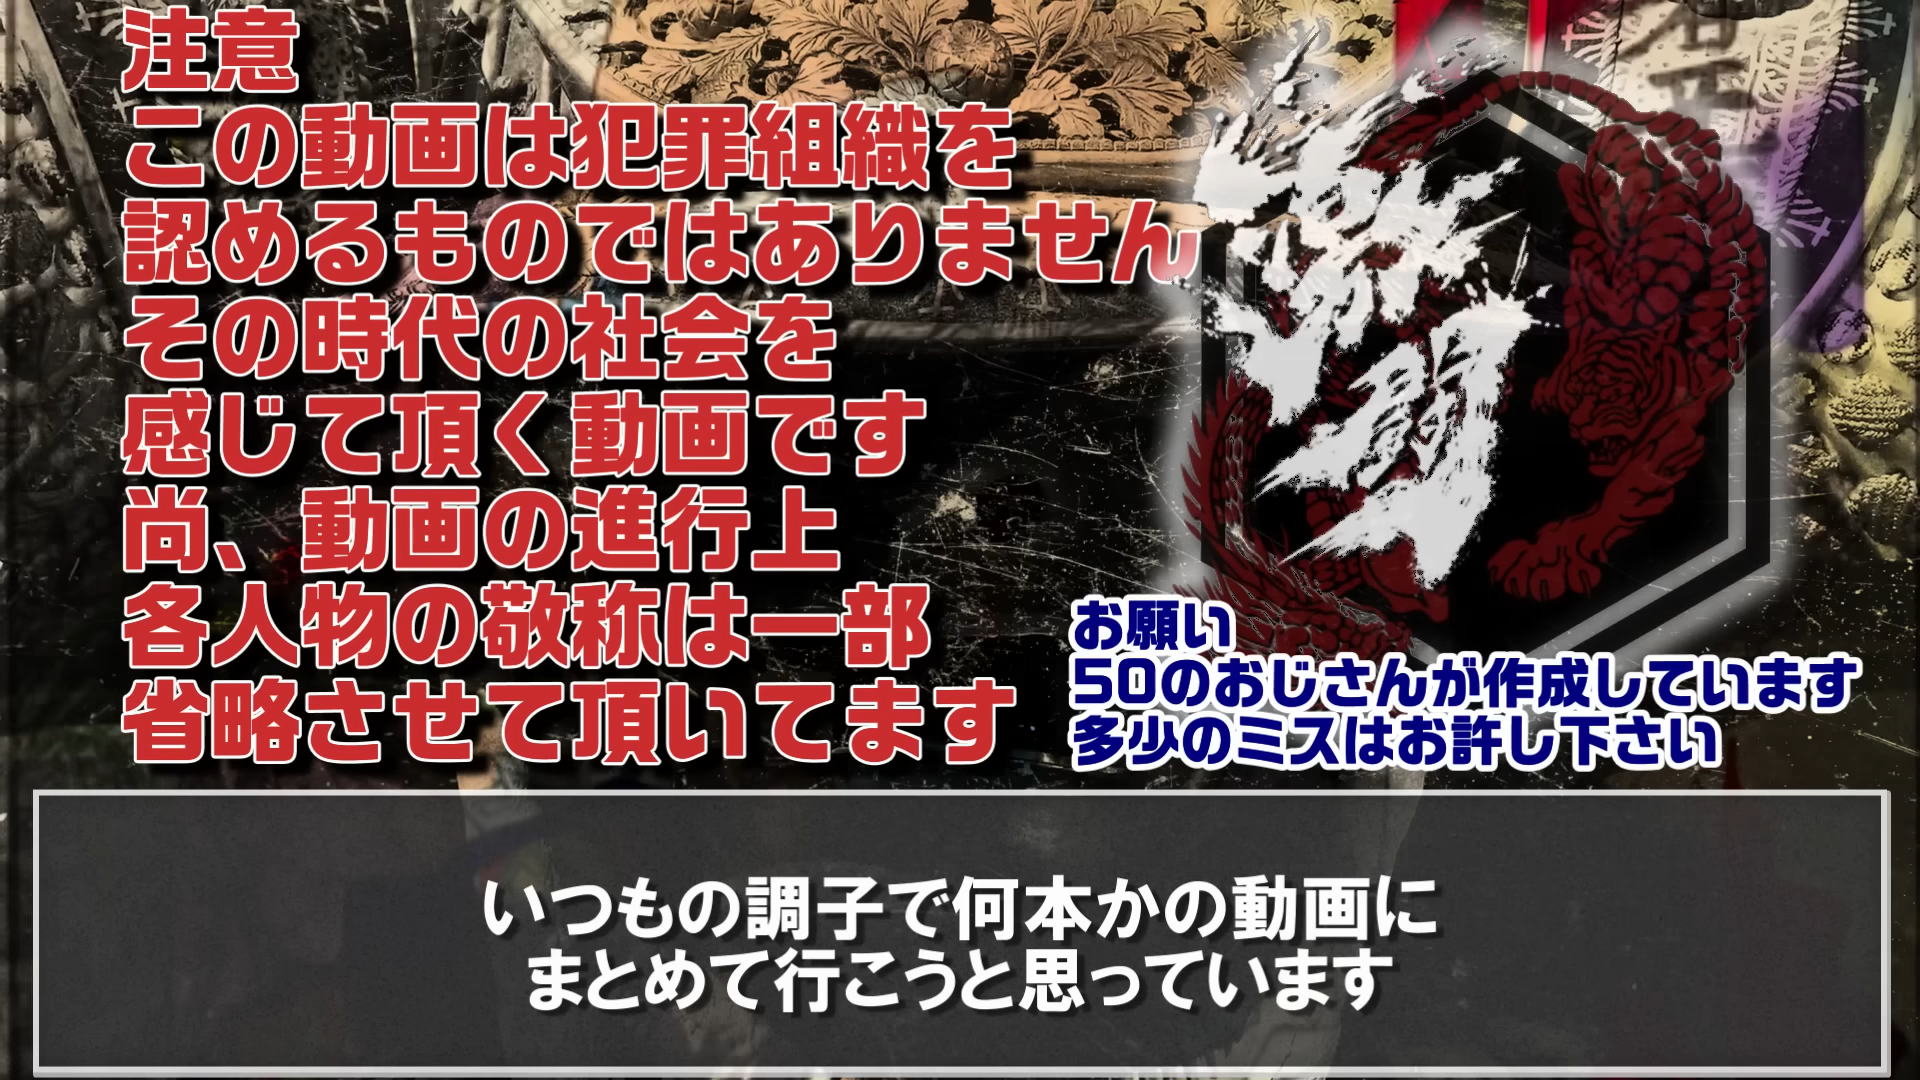 注意
この動画は犯罪組織を
認めるものではありません
その時代の社会を
感じて頂く動画です
尚、動画の進行上
各人物の敬称は一部
省略させて頂いてます
お願い
50のおじさんが作成しています
多少のミスはお許し下さい
いつもの調子で何本かの動画に
まとめて行こうと思っています